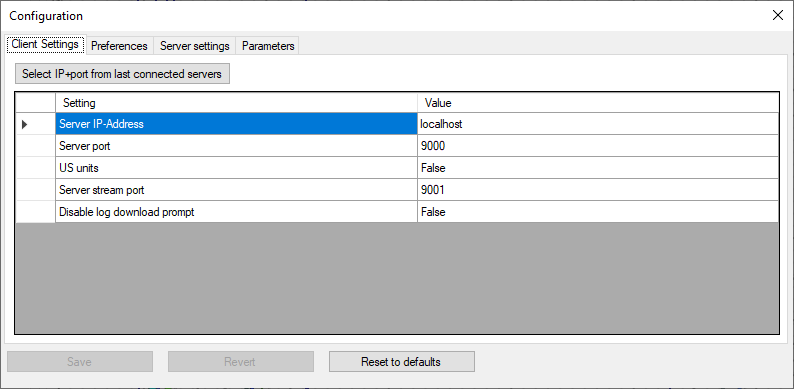 Configuration
Client Settings Preferences Server settings Parameters
Select IP+port from last connected servers
Setting Value
Server IP-Address localhost
Server port 9000
US units False
Server stream port 9001
Disable log download prompt False
Save Revert Reset to defaults